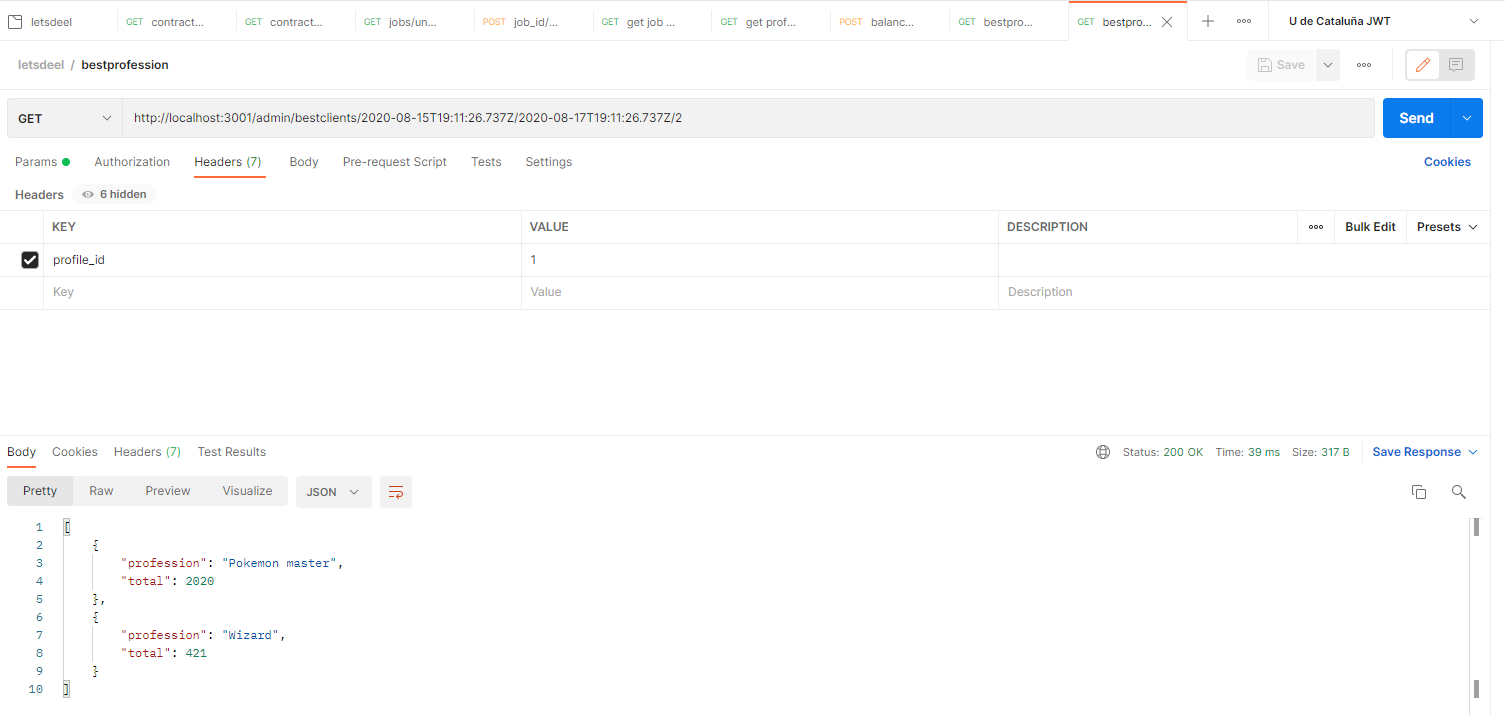 letsdeel GET contract... GET contract... GET jobs/un... POST job_id/... GET get job ... GET get prof... POST balanc... GET bestpro... GET bestpro... U de Cataluña JWT
letsdeel / bestprofession Save
GET http://localhost:3001/admin/bestclients/2020-08-15T19:11:26.737Z/2020-08-17T19:11:26.737Z/2 Send
Params Authorization Headers (7) Body Pre-request Script Tests Settings Cookies
Headers 6 hidden
KEY VALUE DESCRIPTION Bulk Edit Presets
profile_id 1
Key Value Description
Body Cookies Headers (7) Test Results Status: 200 OK Time: 39 ms Size: 317 B Save Response
Pretty Raw Preview Visualize JSON
1 [
2 {
3 "profession": "Pokemon master",
4 "total": 2020
5 },
6 {
7 "profession": "Wizard",
8 "total": 421
9 }
10 ]